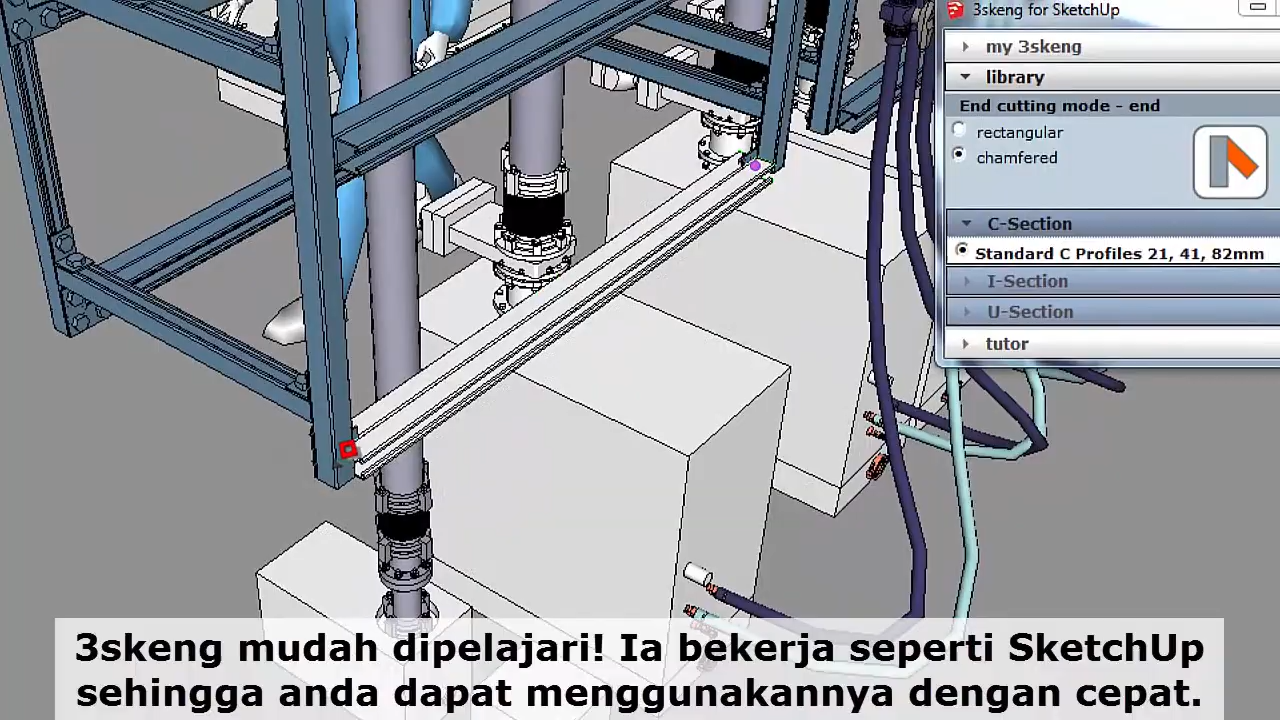 3skeng for SketchUp
my 3skeng
library
End cutting mode - end
rectangular
chamfered
C-Section
Standard C Profiles 21, 41, 82mm
I-Section
U-Section
tutor
3skeng mudah dipelajari! Ia bekerja seperti SketchUp
sehingga anda dapat menggunakannya dengan cepat.